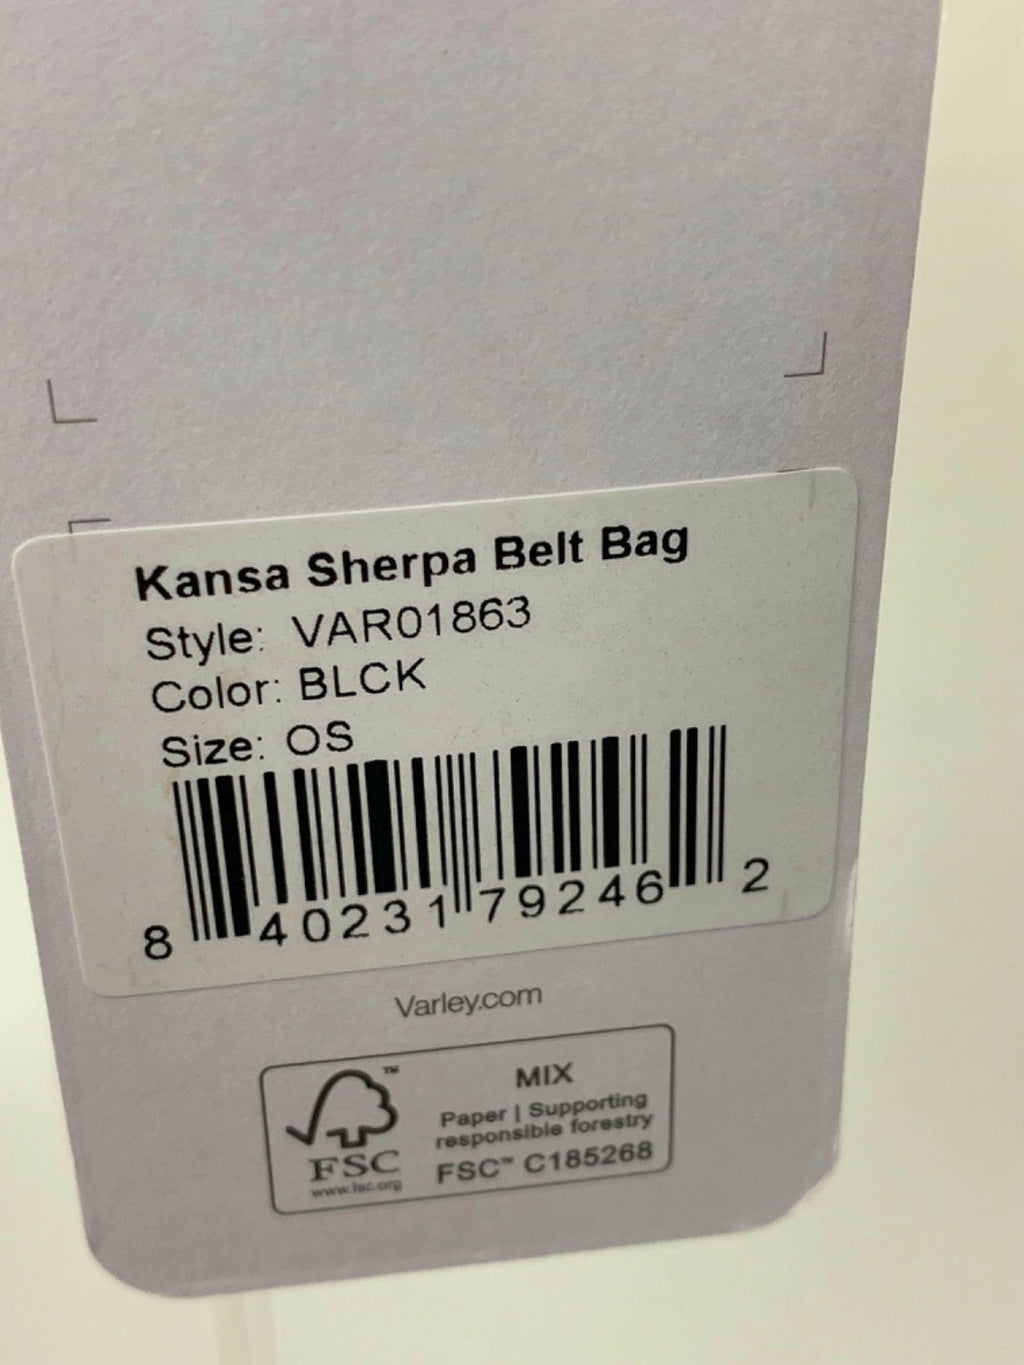 Kansa Sherpa Belt Bag
Style: VAR01863
Color: BLCK
Size: OS
8 40231 79246 2
Varley.com
TM
FSC
www.fsc.org
MIX
Paper | Supporting
responsible forestry
FSC™ C185268